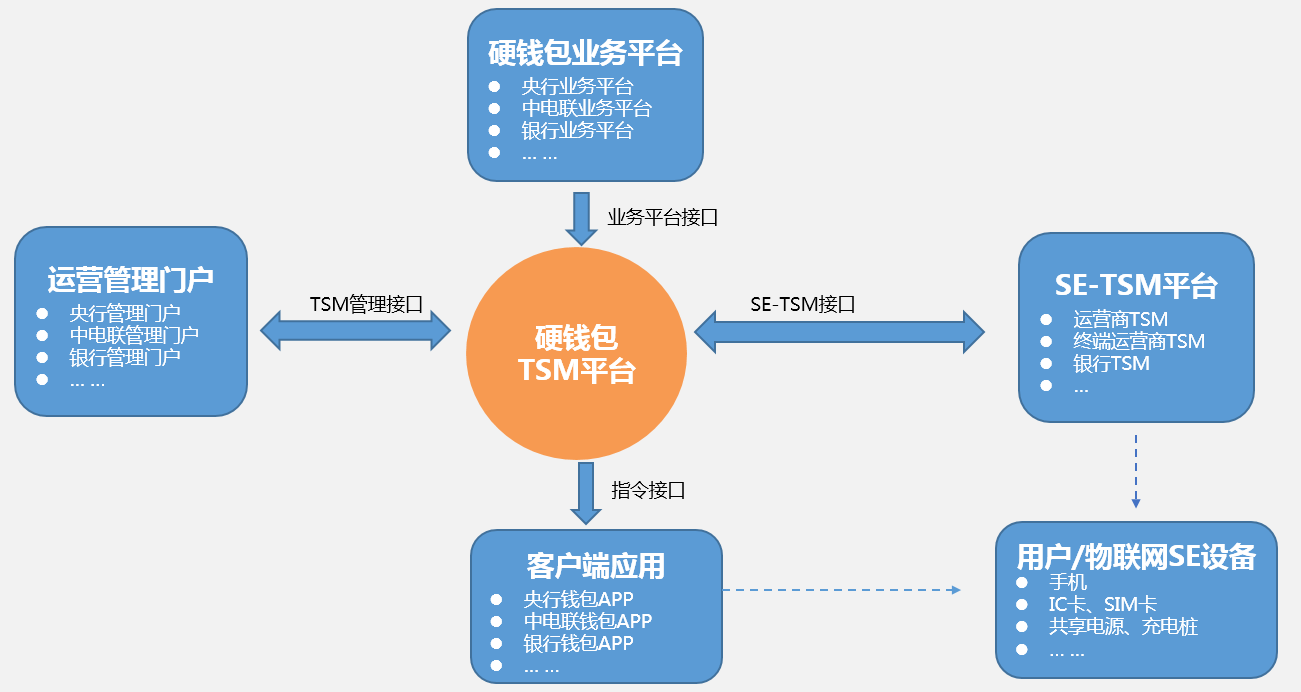 硬钱包业务平台
● 央行业务平台
● 中电联业务平台
● 银行业务平台
● ... ...
业务平台接口
运营管理门户
● 央行管理门户
● 中电联管理门户
● 银行管理门户
● ... ...
TSM管理接口
硬钱包
TSM平台
SE-TSM接口
SE-TSM平台
● 运营商TSM
● 终端运营商TSM
● 银行TSM
● ...
指令接口
客户端应用
● 央行钱包APP
● 中电联钱包APP
● 银行钱包APP
● ... ...
用户/物联网SE设备
● 手机
● IC卡、SIM卡
● 共享电源、充电桩
● ... ...